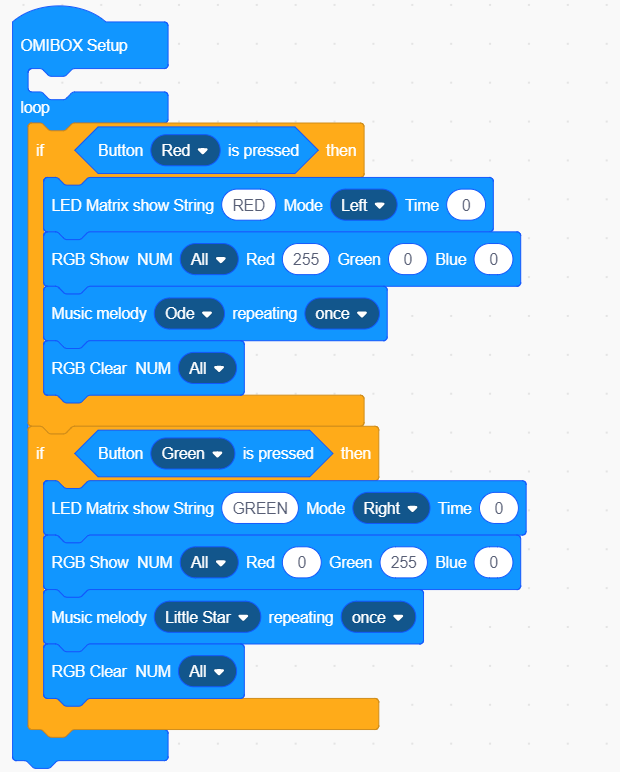 OMIBOX Setup
loop
if Button Red is pressed then
LED Matrix show String RED Mode Left Time 0
RGB Show NUM All Red 255 Green 0 Blue 0
Music melody Ode repeating once
RGB Clear NUM All
if Button Green is pressed then
LED Matrix show String GREEN Mode Right Time 0
RGB Show NUM All Red 0 Green 255 Blue 0
Music melody Little Star repeating once
RGB Clear NUM All